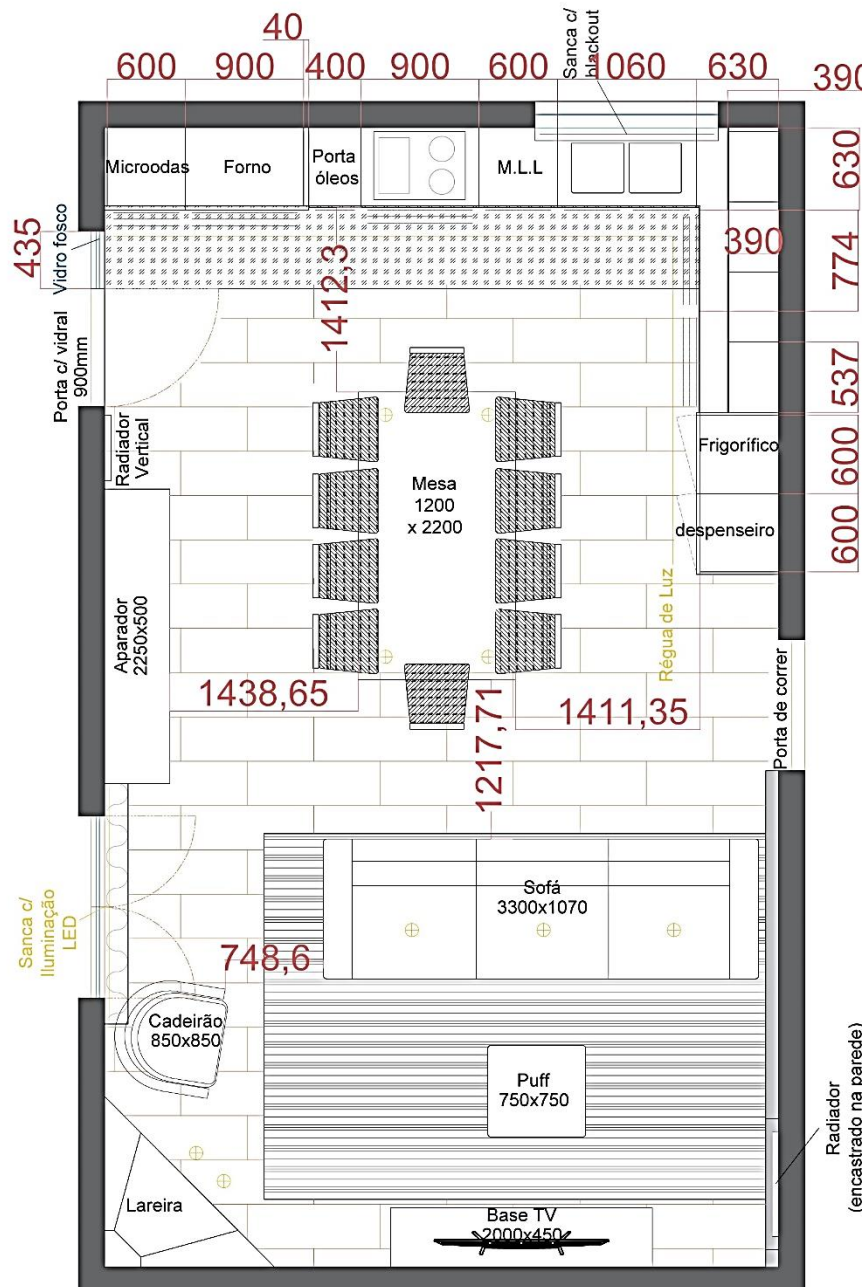 40
600
900
400
900
600
Sanca c/
blackout
1060
630
390
Microodas
Forno
Porta
óleos
M.L.L
630
435
Vidro fosco
1412,3
390
774
Porta c/ vidral
900mm
537
Radiador
Vertical
Frigorífico
600
Mesa
1200
x 2200
despenseiro
600
Aparador
2250x500
Régua de Luz
1438,65
1217,71
1411,35
Porta de correr
Sofá
3300x1070
Sanca c/
Iluminação
LED
748,6
Cadeirão
850x850
Puff
750x750
Radiador
(encastrado na parede)
Lareira
Base TV
2000x450